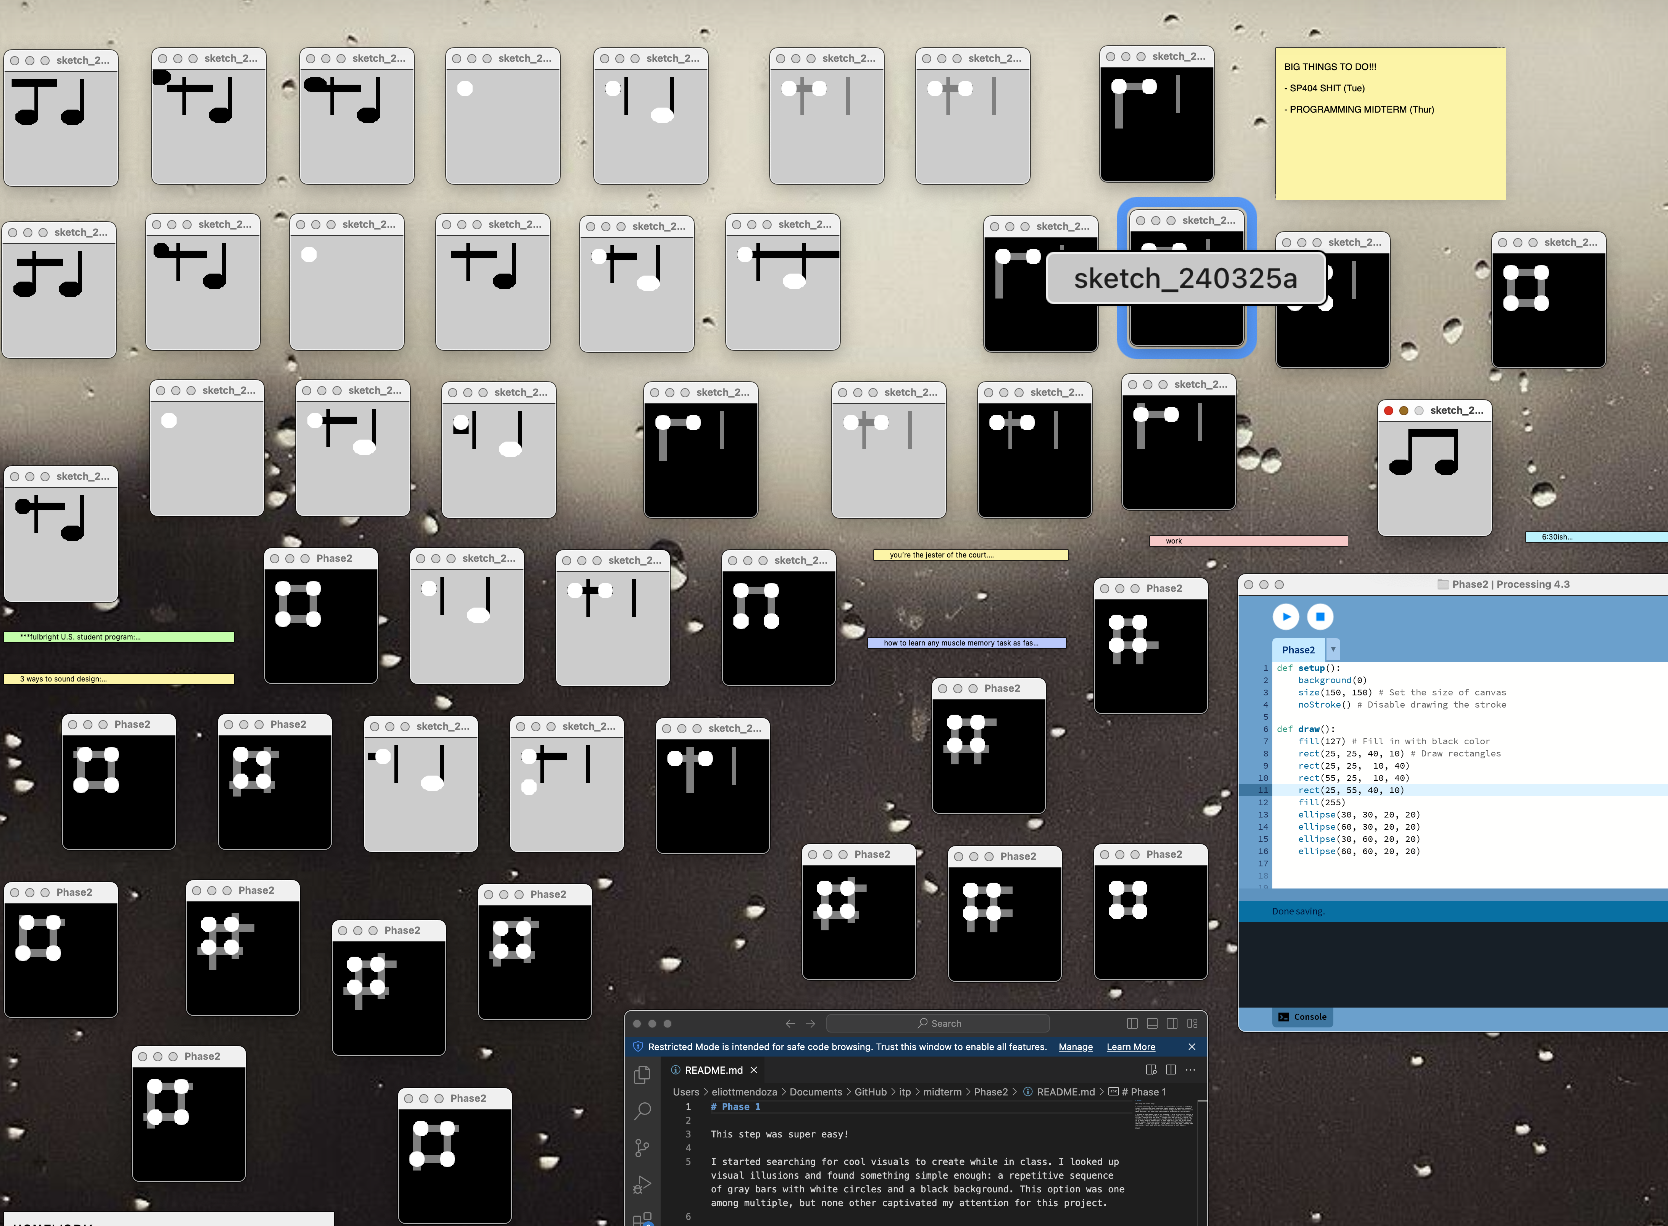 sketch_2...
sketch_2...
sketch_2...
sketch_2...
sketch_2...
sketch_2...
sketch_2...
sketch_2...
BIG THINGS TO DO!!!
- SP404 SHIT (Tue)
- PROGRAMMING MIDTERM (Thur)
sketch_2...
sketch_2...
sketch_2...
sketch_2...
sketch_2...
sketch_2...
sketch_2...
sketch_2...
sketch_2...
sketch_2...
sketch_240325a
sketch_2...
sketch_2...
sketch_2...
sketch_2...
sketch_2...
sketch_2...
sketch_2...
sketch_2...
sketch_2...
work
6:30ish...
you're the jester of the court....
Phase2
sketch_2...
sketch_2...
sketch_2...
Phase2
***fulbright U.S. student program:...
how to learn any muscle memory task as fas...
3 ways to sound design:...
Phase2
Phase2
Phase2
sketch_2...
sketch_2...
sketch_2...
Phase2
Phase2
Phase2
Phase2
Phase2
Phase2
Phase2
Phase2
Phase2
Phase2 | Processing 4.3
Phase2
1 def setup():
2 background(0)
3 size(150, 150) # Set the size of canvas
4 noStroke() # Disable drawing the stroke
5
6 def draw():
7 fill(127) # Fill in with black color
8 rect(25, 25, 40, 10) # Draw rectangles
9 rect(25, 25, 10, 40)
10 rect(55, 25, 10, 40)
11 rect(25, 55, 40, 10)
12 fill(255)
13 ellipse(30, 30, 20, 20)
14 ellipse(60, 30, 20, 20)
15 ellipse(30, 60, 20, 20)
16 ellipse(60, 60, 20, 20)
17
18
Done saving.
Console
Search
Restricted Mode is intended for safe code browsing. Trust this window to enable all features. Manage Learn More
README.md
Users > eliottmendoza > Documents > GitHub > itp > midterm > Phase2 > README.md > # Phase 1
1 # Phase 1
2
3 This step was super easy!
4
5 I started searching for cool visuals to create while in class. I looked up
visual illusions and found something simple enough: a repetitive sequence
of gray bars with white circles and a black background. This option was one
among multiple, but none other captivated my attention for this project.
6
Phase2
Phase2